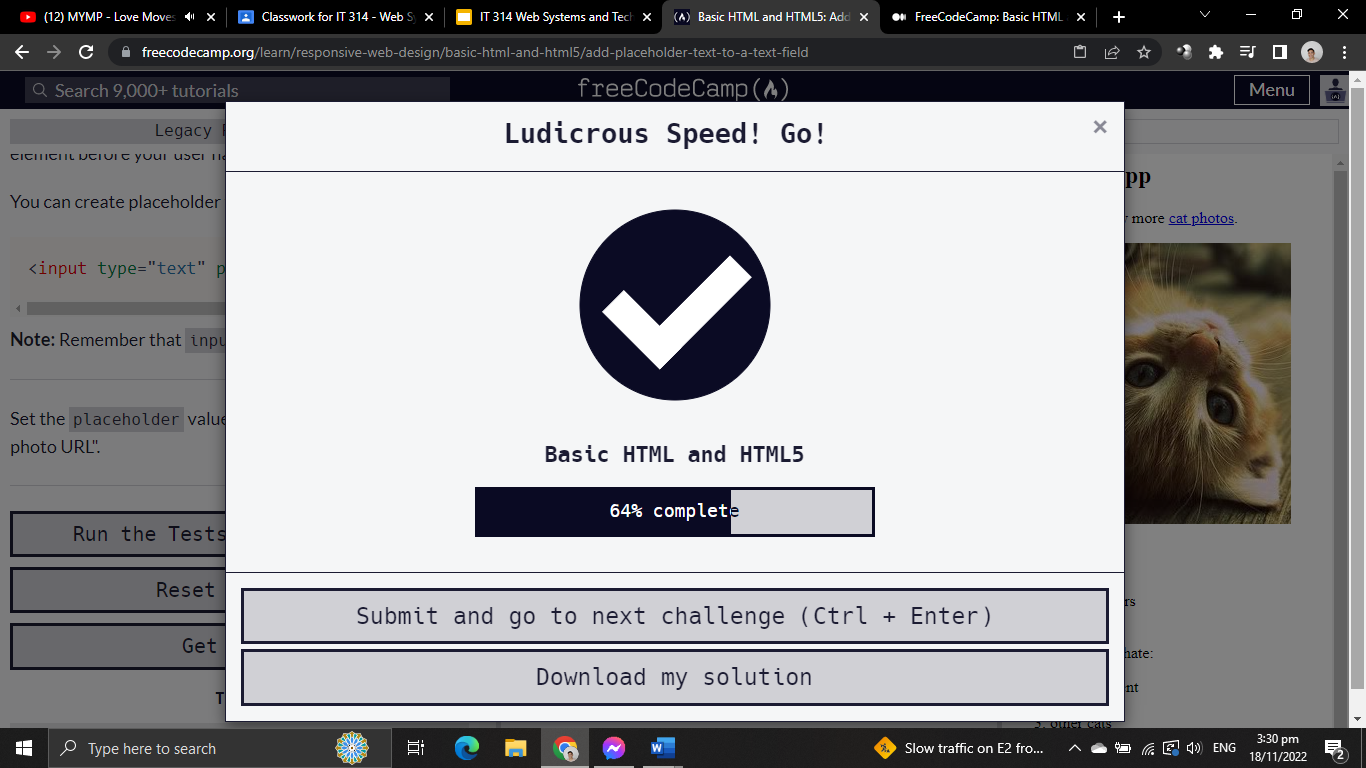 (12) MYMP - Love Moves
Classwork for IT 314 - Web S
IT 314 Web Systems and Tech
Basic HTML and HTML5: Add
FreeCodeCamp: Basic HTML
freecodecamp.org/learn/responsive-web-design/basic-html-and-html5/add-placeholder-text-to-a-text-field
Search 9,000+ tutorials
freeCodeCamp
Menu
Legacy
element before your user
You can create placeholder
<input type="text" p
Note: Remember that inpu
Set the placeholder value
photo URL".
Run the Tests
Reset
Get
T
Ludicrous Speed! Go!
×
Basic HTML and HTML5
64% complete
Submit and go to next challenge (Ctrl + Enter)
Download my solution
pp
more cat photos.
rs
hate:
nt
3. other cats
Type here to search
Slow traffic on E2 fro...
ENG
3:30 pm
18/11/2022
2